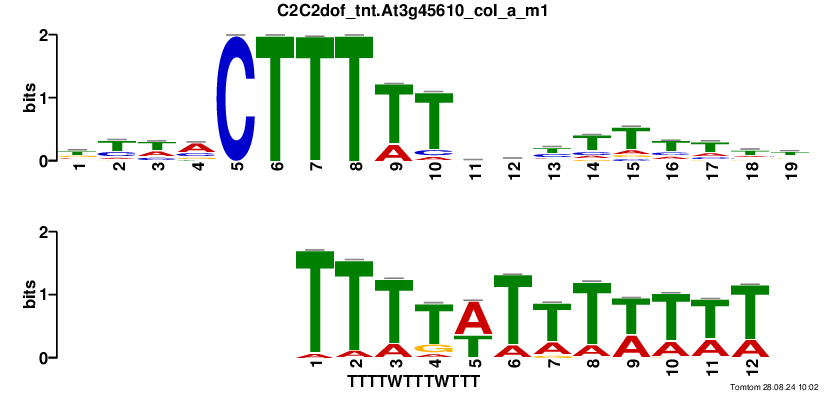 C2C2dof_tnt.At3g45610_col_a_m1
2
bits
1
0
1 2 3 4 5 6 7 8 9 10 11 12 13 14 15 16 17 18 19
C T T T T A T
2
bits
1
0
T T T T A T T T T T T T
A A A G T A A A A A A A
1 2 3 4 5 6 7 8 9 10 11 12
TTTTWTTTWTTT
Tomtom 28.08.24 10:02